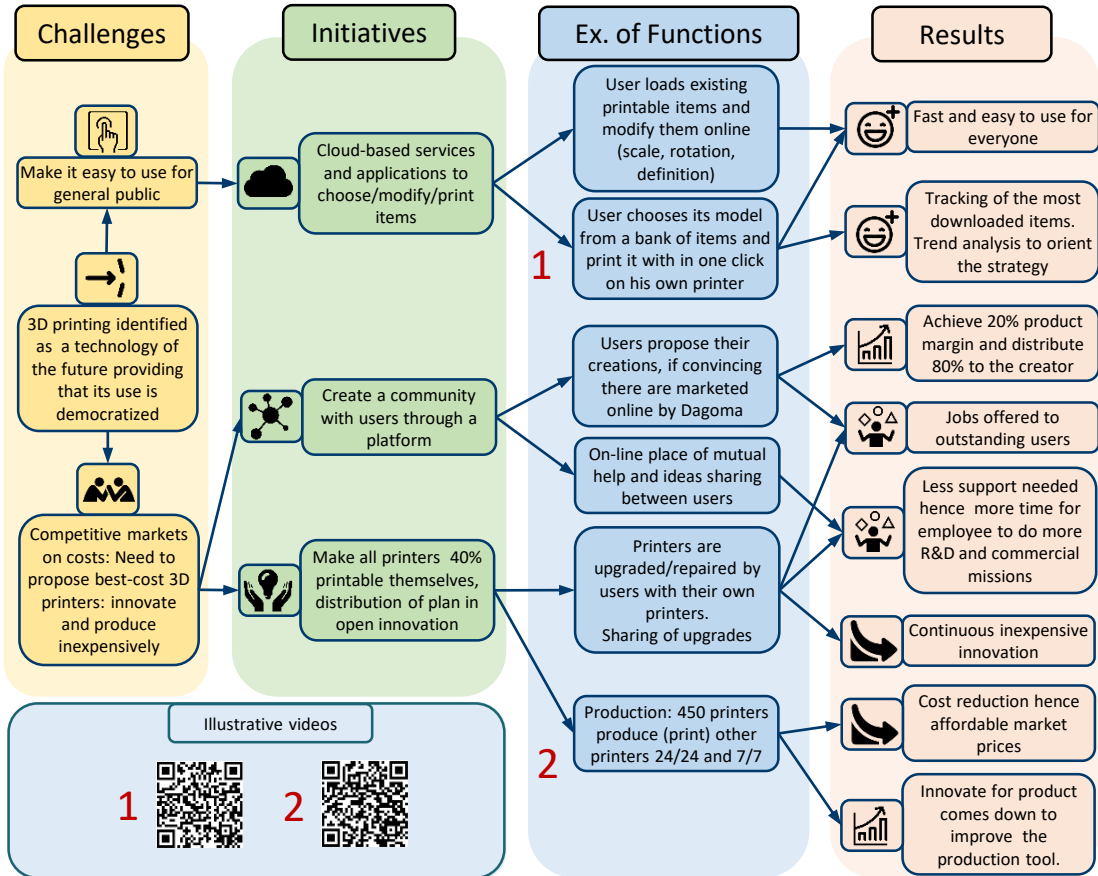 Challenges
Initiatives
Ex. of Functions
Results
Make it easy to use for
general public
3D printing identified
as a technology of
the future providing
that its use is
democratized
Competitive markets
on costs: Need to
propose best-cost 3D
printers: innovate
and produce
inexpensively
Cloud-based services
and applications to
choose/modify/print
items
Create a community
with users through a
platform
Make all printers 40%
printable themselves,
distribution of plan in
open innovation
User loads existing
printable items and
modify them online
(scale, rotation,
definition)
1
User chooses its model
from a bank of items and
print it with in one click
on his own printer
Users propose their
creations, if convincing
there are marketed
online by Dagoma
On-line place of mutual
help and ideas sharing
between users
Printers are
upgraded/repaired by
users with their own
printers.
Sharing of upgrades
2
Production: 450 printers
produce (print) other
printers 24/24 and 7/7
Fast and easy to use for
everyone
Tracking of the most
downloaded items.
Trend analysis to orient
the strategy
Achieve 20% product
margin and distribute
80% to the creator
Jobs offered to
outstanding users
Less support needed
hence more time for
employee to do more
R&D and commercial
missions
Continuous inexpensive
innovation
Cost reduction hence
affordable market
prices
Innovate for product
comes down to
improve the
production tool.
Illustrative videos
1
2